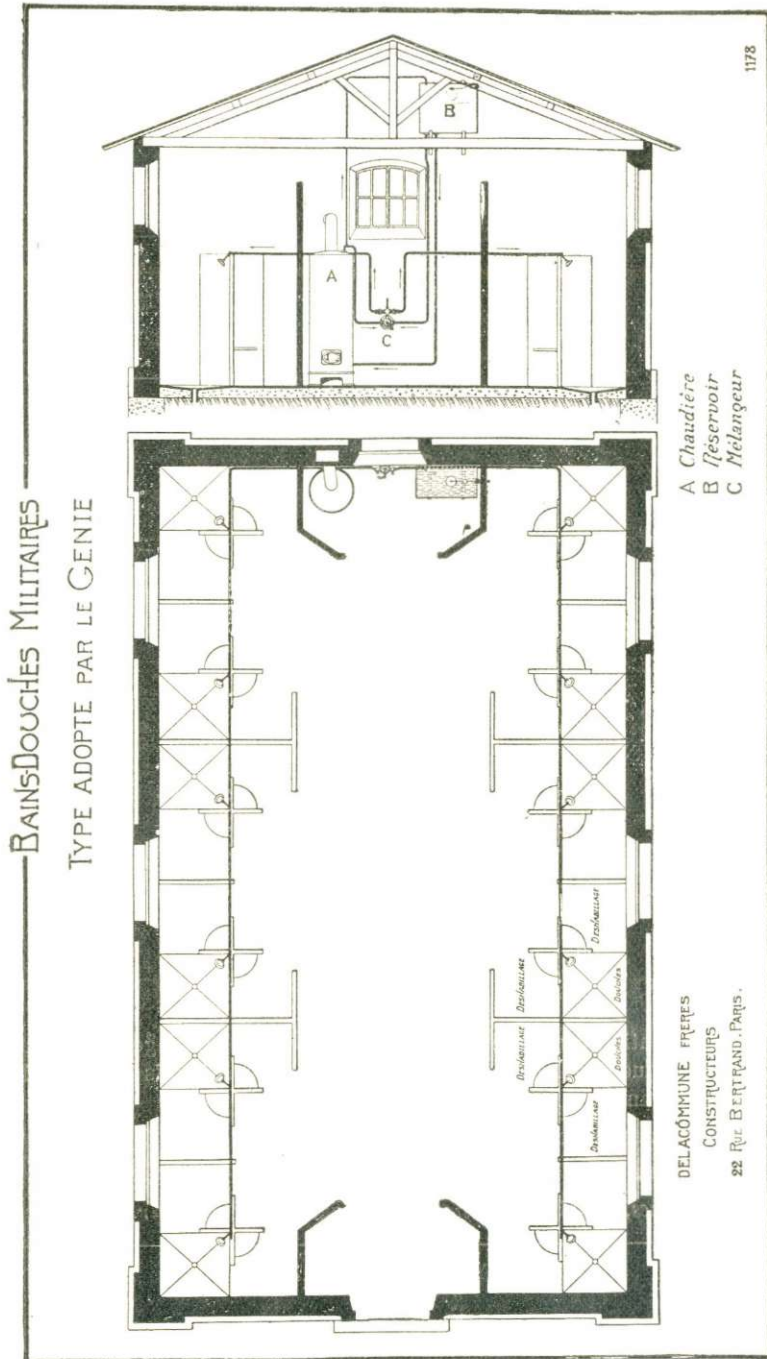 BAINS-DOUCHES MILITAIRES
TYPE ADOPTE PAR LE GENIE
DESHABILLAGE
DESHABILLAGE
DESHABILLAGE
DOUCHES
DOUCHES
DESHABILLAGE
A
B
C
DELACOMMUNE FRERES
CONSTRUCTEURS
22 RUE BERTRAND. PARIS.
A Chaudière
B Réservoir
C Mélangeur
1178